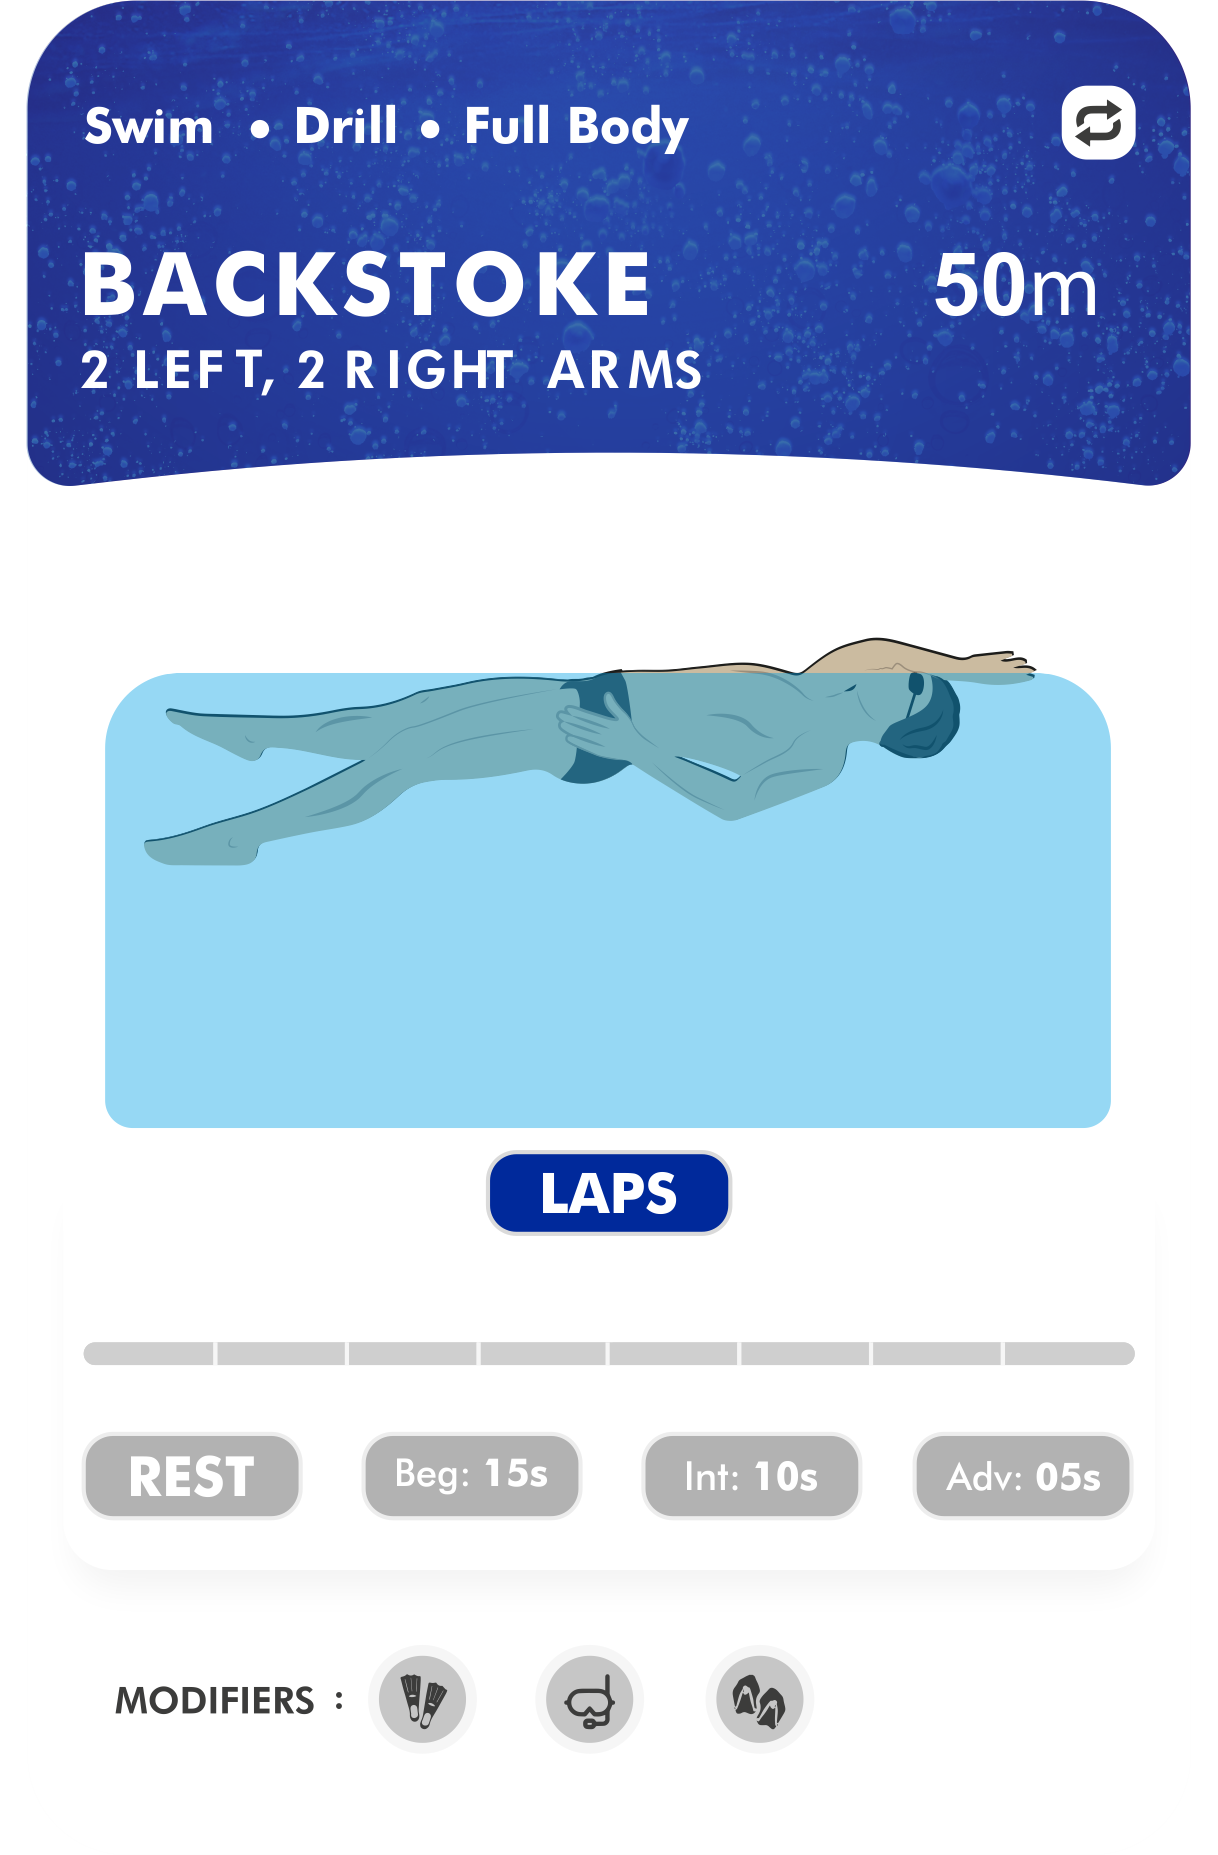 Swim • Drill • Full Body
BACKSTOKE 50m
2 LEFT, 2 RIGHT ARMS
LAPS
REST Beg: 15s Int: 10s Adv: 05s
MODIFIERS :